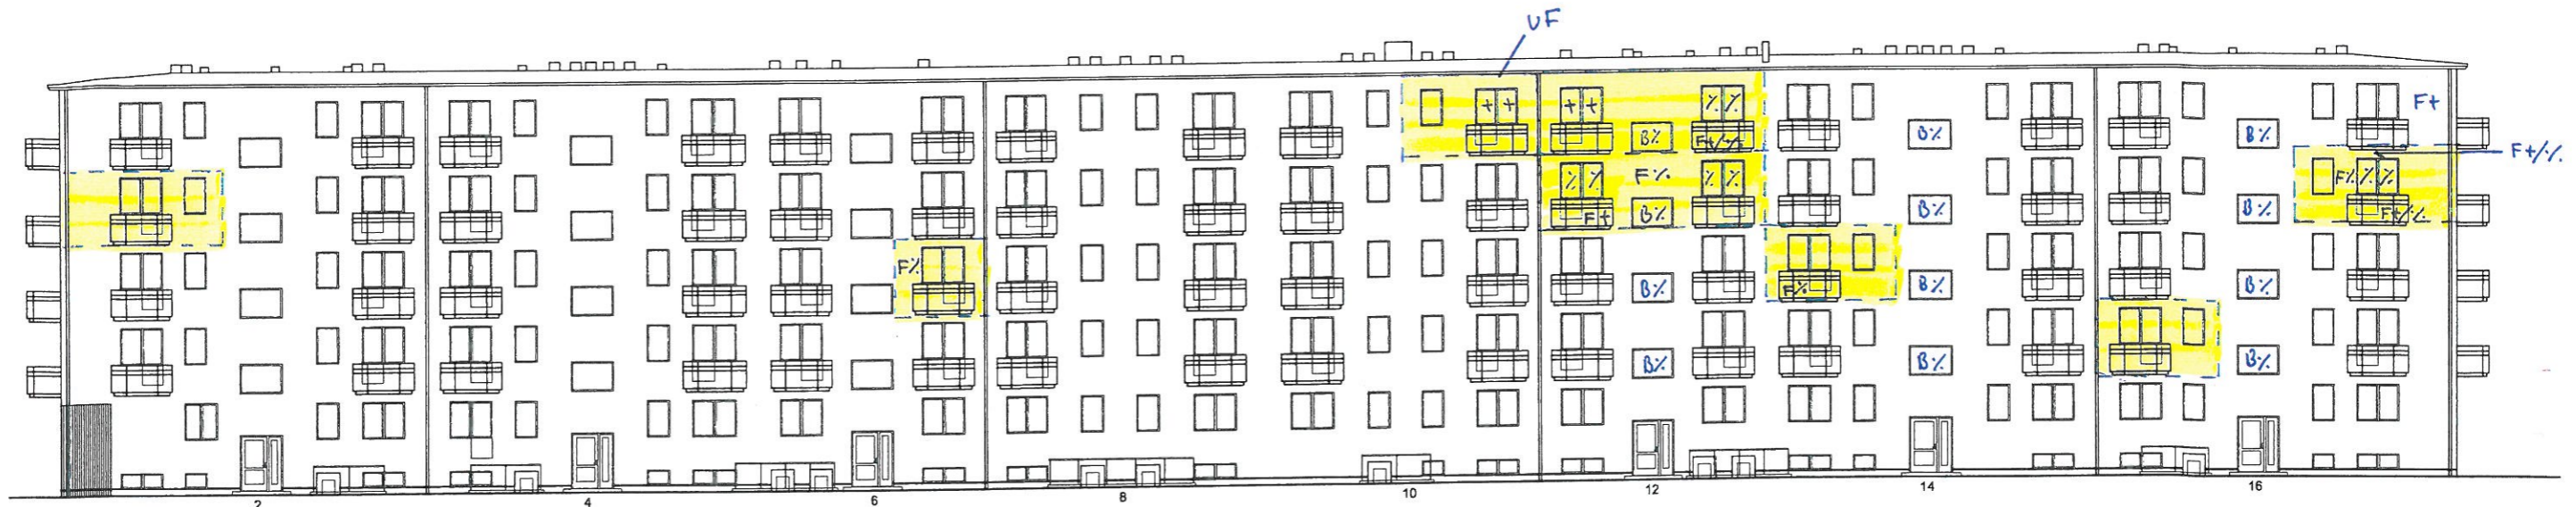 UF
F+
+ + + + % %
B% F+/% B% B%
F+/%
% % F% % % F% % %
F+ B% B% B% F+/%
F%
B% F% B% B%
B% B% B%
2 4 6 8 10 12 14 16